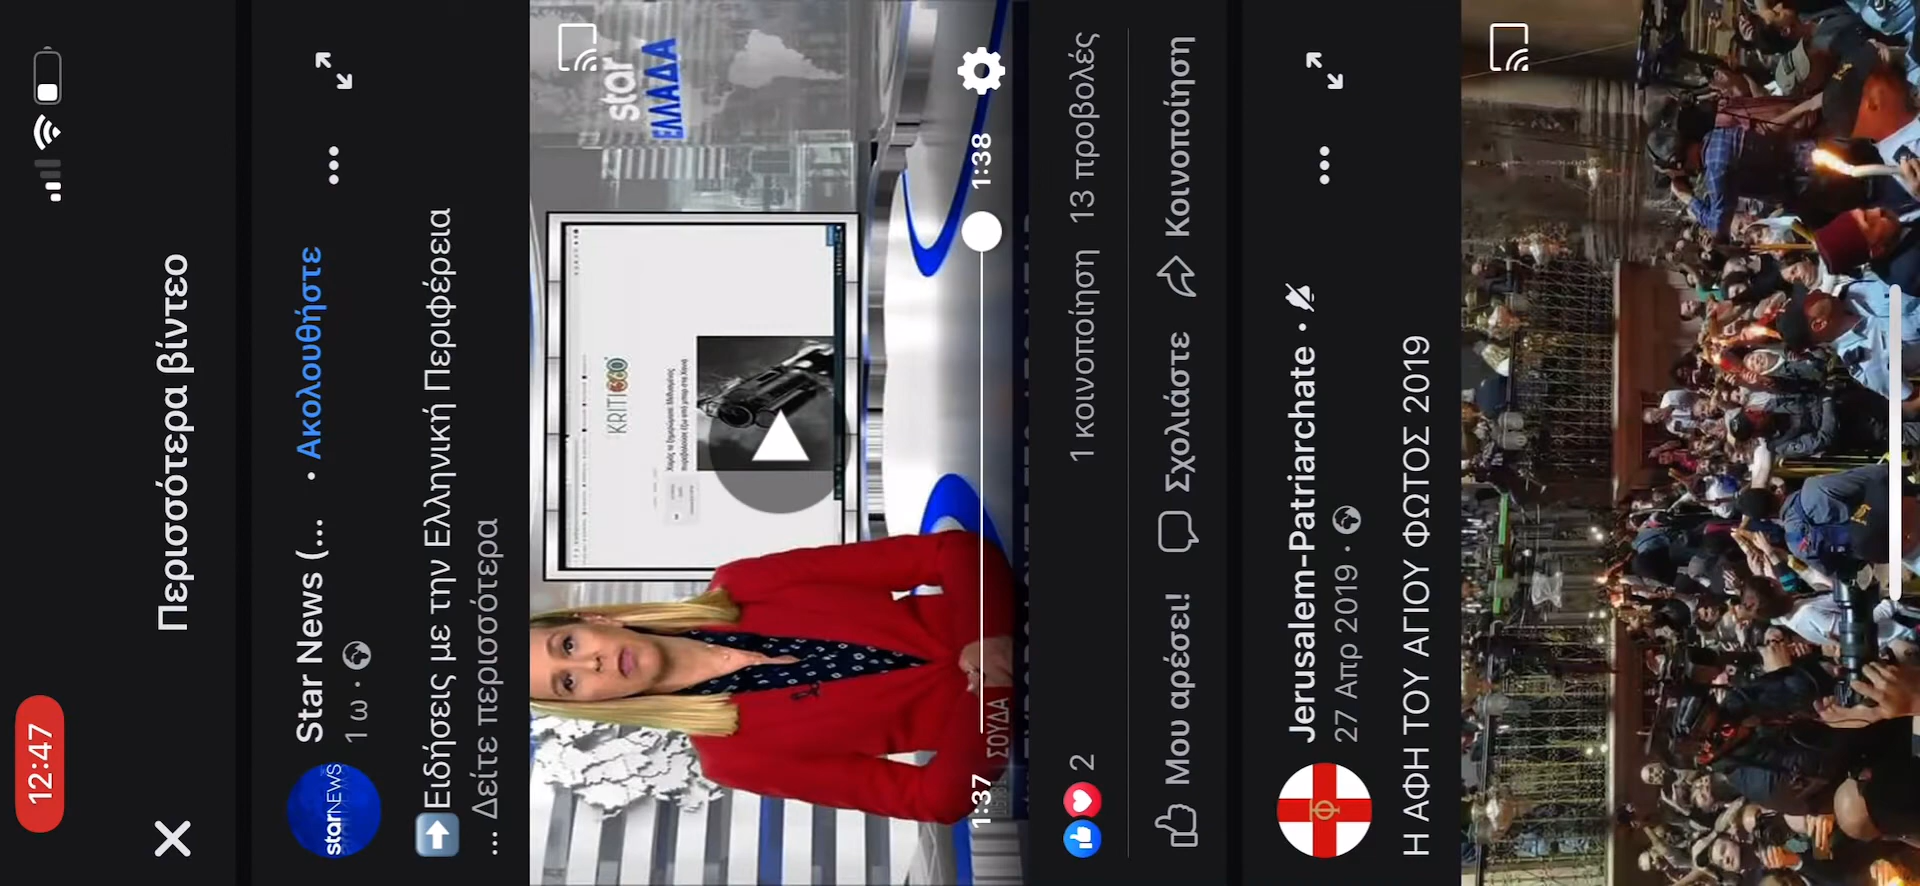 12:47
Περισσότερα βίντεο
Star News (... · Ακολουθήστε
1 ω ·
starNEWS
Ειδήσεις με την Ελληνική Περιφέρεια
... Δείτε περισσότερα
star
ΕΛΛΑΔΑ
KRITI360
1:37
1:38
ΣΟΥΔΑ
2
1 κοινοποίηση 13 προβολές
Μου αρέσει!
Σχολιάστε
Κοινοποίηση
Jerusalem-Patriarchate ·
27 Απρ 2019 ·
Η ΑΦΗ ΤΟΥ ΑΓΙΟΥ ΦΩΤΟΣ 2019